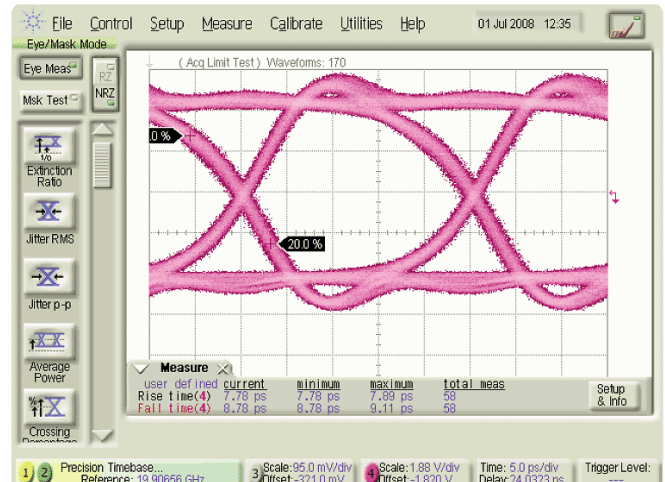 File Control Setup Measure Calibrate Utilities Help 01 Jul 2008 12:35
Eye/Mask Mode
Eye Meas
RZ
NRZ
Msk Test
( Acq Limit Test ) Waveforms: 170
.0 %
20.0 %
1/0
Extinction
Ratio
Jitter RMS
Jitter p-p
Average
Power
%
Crossing
Measure
user defined current minimum maximum total meas
Rise time(4) 7.78 ps 7.78 ps 7.89 ps 58
Fall time(4) 8.78 ps 8.78 ps 9.11 ps 58
Setup
& Info
1 2 Precision Timebase...
Reference: 19.90656 GHz
3 Scale:95.0 mV/div
Offset:-321.0 mV
4 Scale:1.88 V/div
Offset:-1.820 V
Time: 5.0 ps/div
Delay:24.0323 ns
Trigger Level:
---